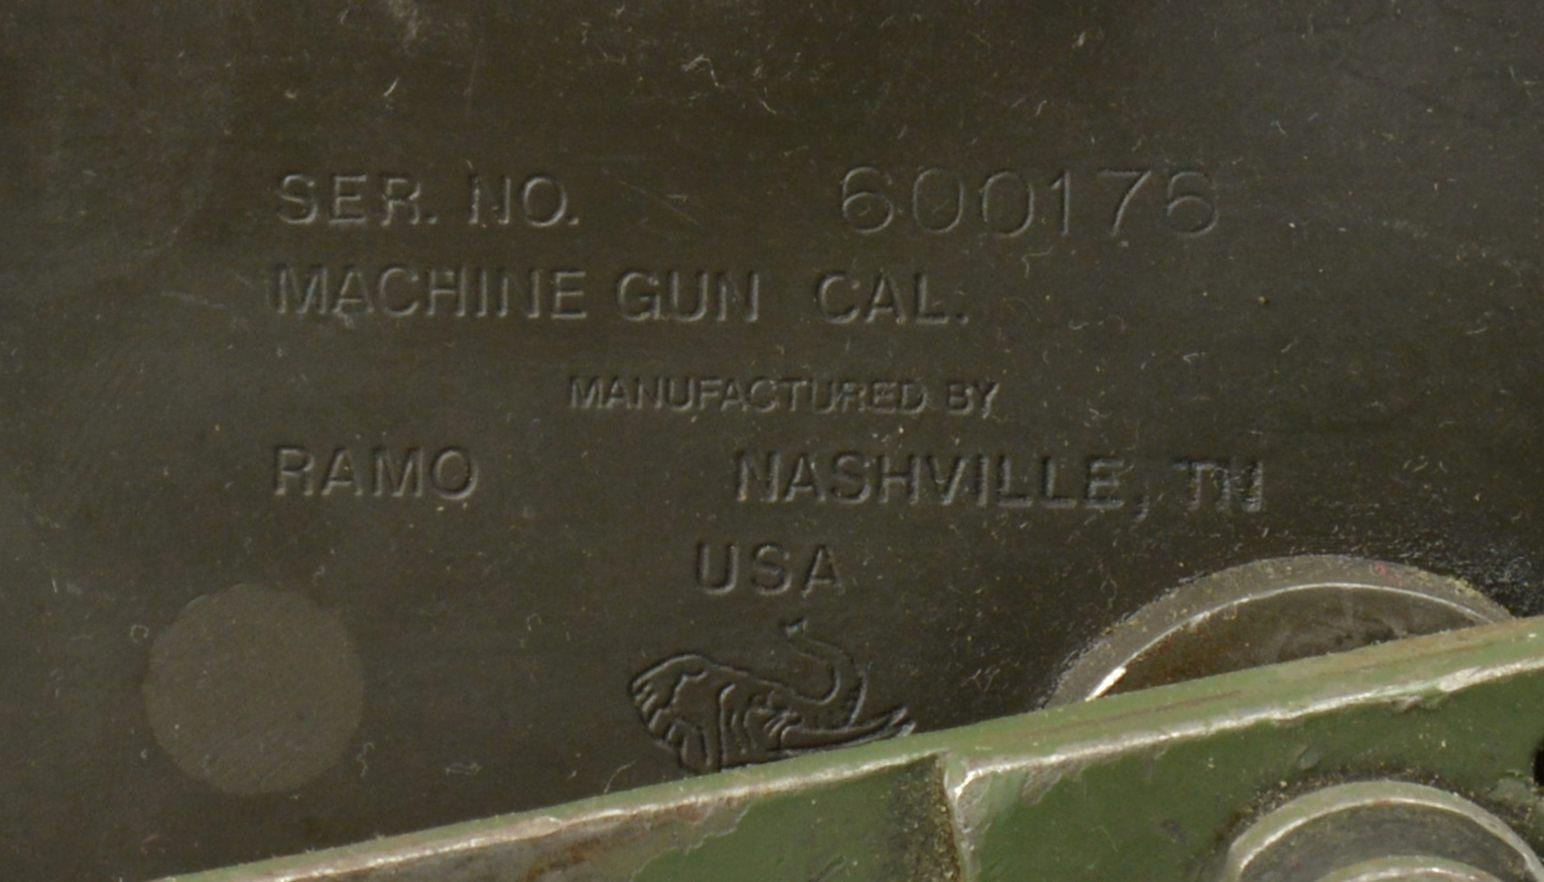 SER. NO. 600176
MACHINE GUN CAL.
MANUFACTURED BY
RAMO NASHVILLE, TN
USA